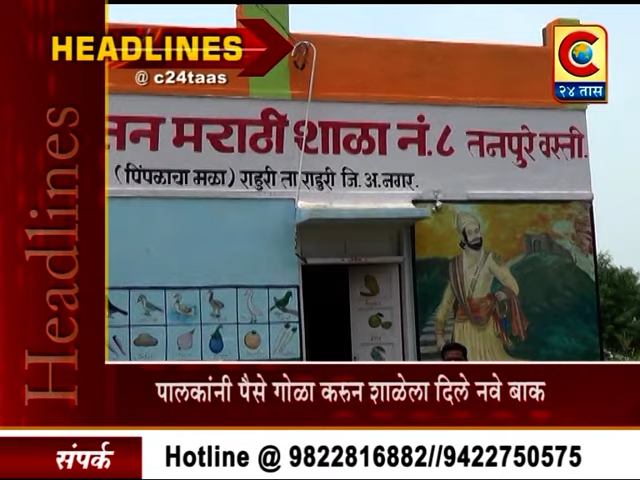 HEADLINES
@ c24taas
C
२४ तास
Headlines
मराठी शाळा नं.८ तनपुरे वस्ती.
(पिंपळाचा मळा) राहुरी ता राहुरी जि.अ.नगर.
पालकांनी पैसे गोळा करुन शाळेला दिले नवे बाक
संपर्क
Hotline @ 9822816882//9422750575